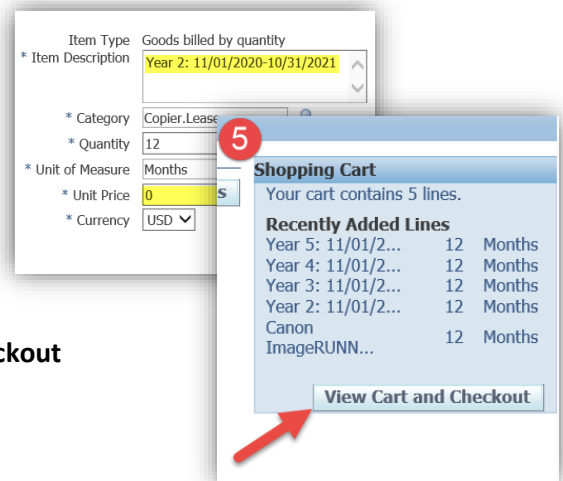 Item Type Goods billed by quantity
* Item Description Year 2: 11/01/2020-10/31/2021
* Category Copier.Lease
* Quantity 12
* Unit of Measure Months
* Unit Price 0
* Currency USD
5
s
Shopping Cart
Your cart contains 5 lines.
Recently Added Lines
Year 5: 11/01/2... 12 Months
Year 4: 11/01/2... 12 Months
Year 3: 11/01/2... 12 Months
Year 2: 11/01/2... 12 Months
Canon
ImageRUNN... 12 Months
View Cart and Checkout
ckout